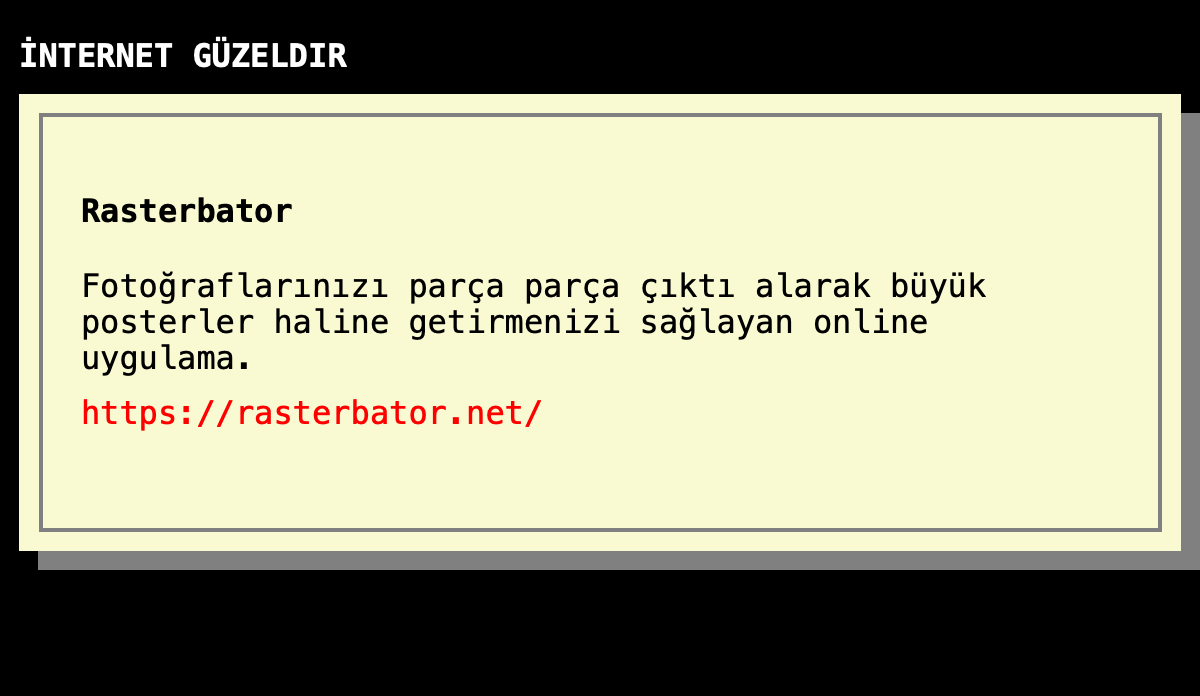 İNTERNET GÜZELDIR
Rasterbator
Fotoğraflarınızı parça parça çıktı alarak büyük
posterler haline getirmenizi sağlayan online
uygulama.
https://rasterbator.net/